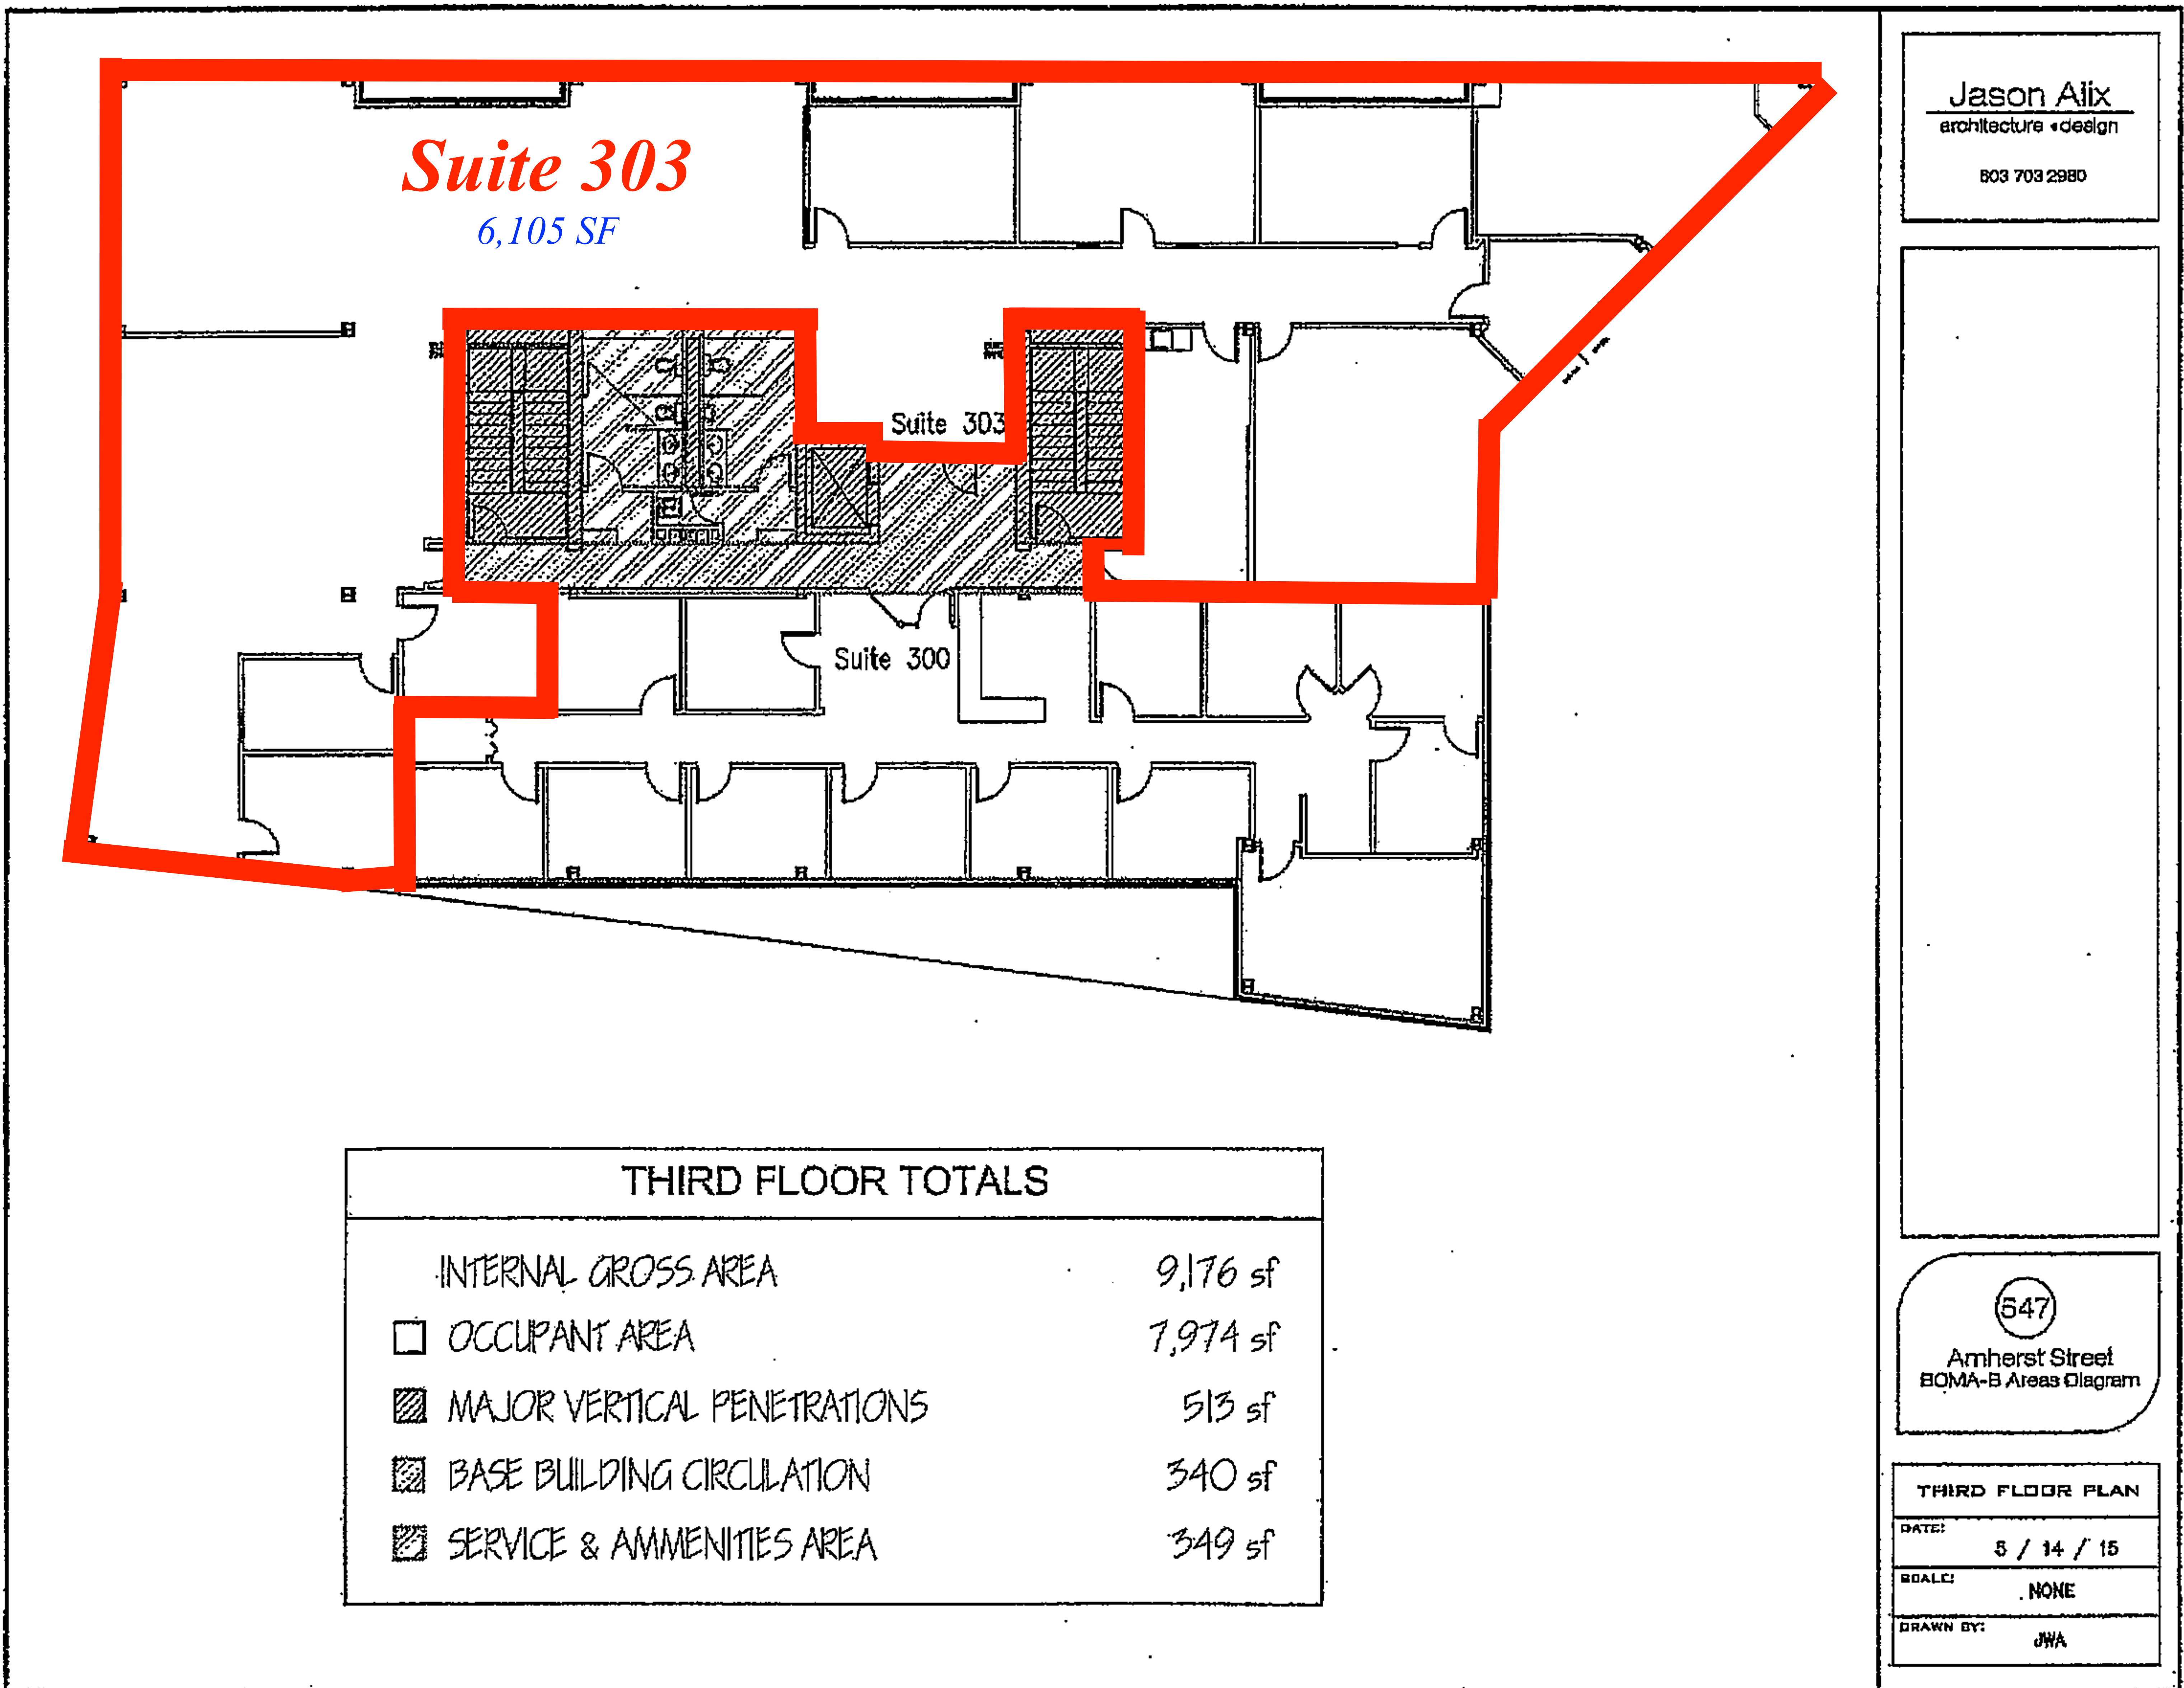 Suite 303
6,105 SF
Suite 303
Suite 300
THIRD FLOOR TOTALS
INTERNAL GROSS AREA 9,176 sf
OCCUPANT AREA 7,974 sf
MAJOR VERTICAL PENETRATIONS 513 sf
BASE BUILDING CIRCULATION 340 sf
SERVICE & AMMENITIES AREA 349 sf
Jason Alix
architecture • design
603 703 2980
547
Amherst Street
BOMA-B Areas Diagram
THIRD FLOOR PLAN
DATE:
5 / 14 / 15
SCALE:
NONE
DRAWN BY:
JWA